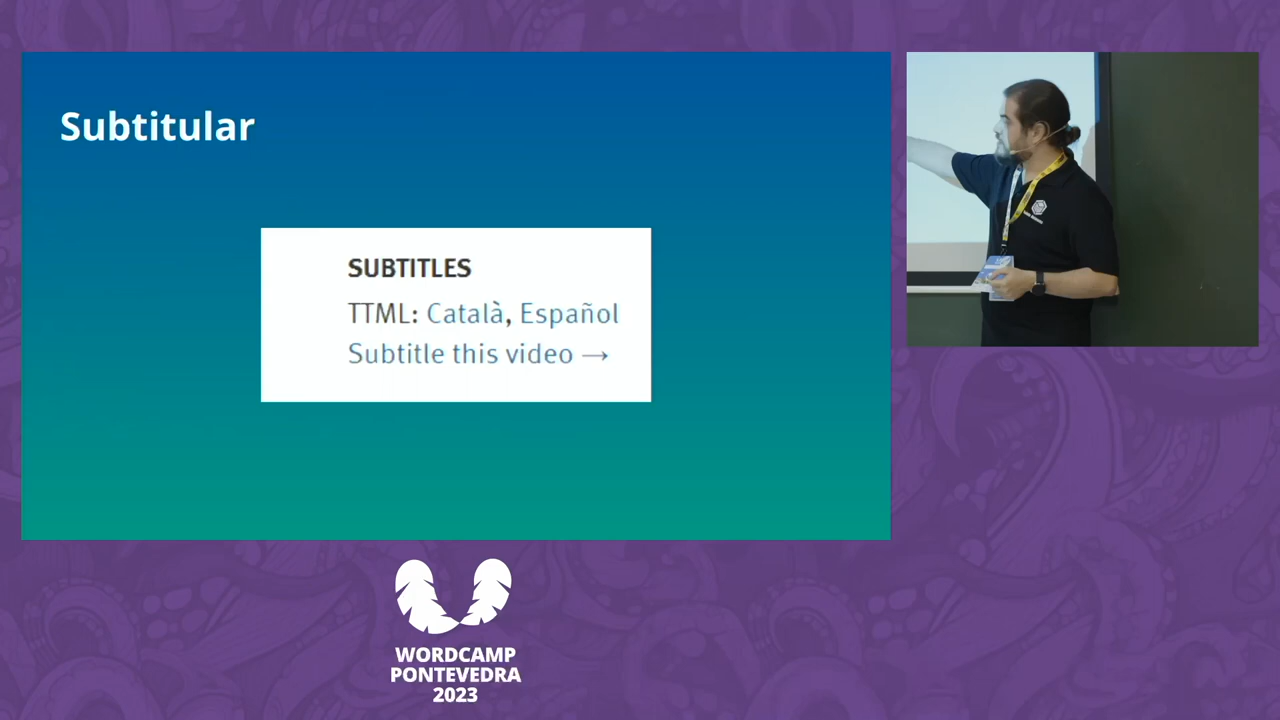 Subtitular
SUBTITLES
TTML: Català, Español
Subtitle this video →
WORDCAMP
PONTEVEDRA
2023